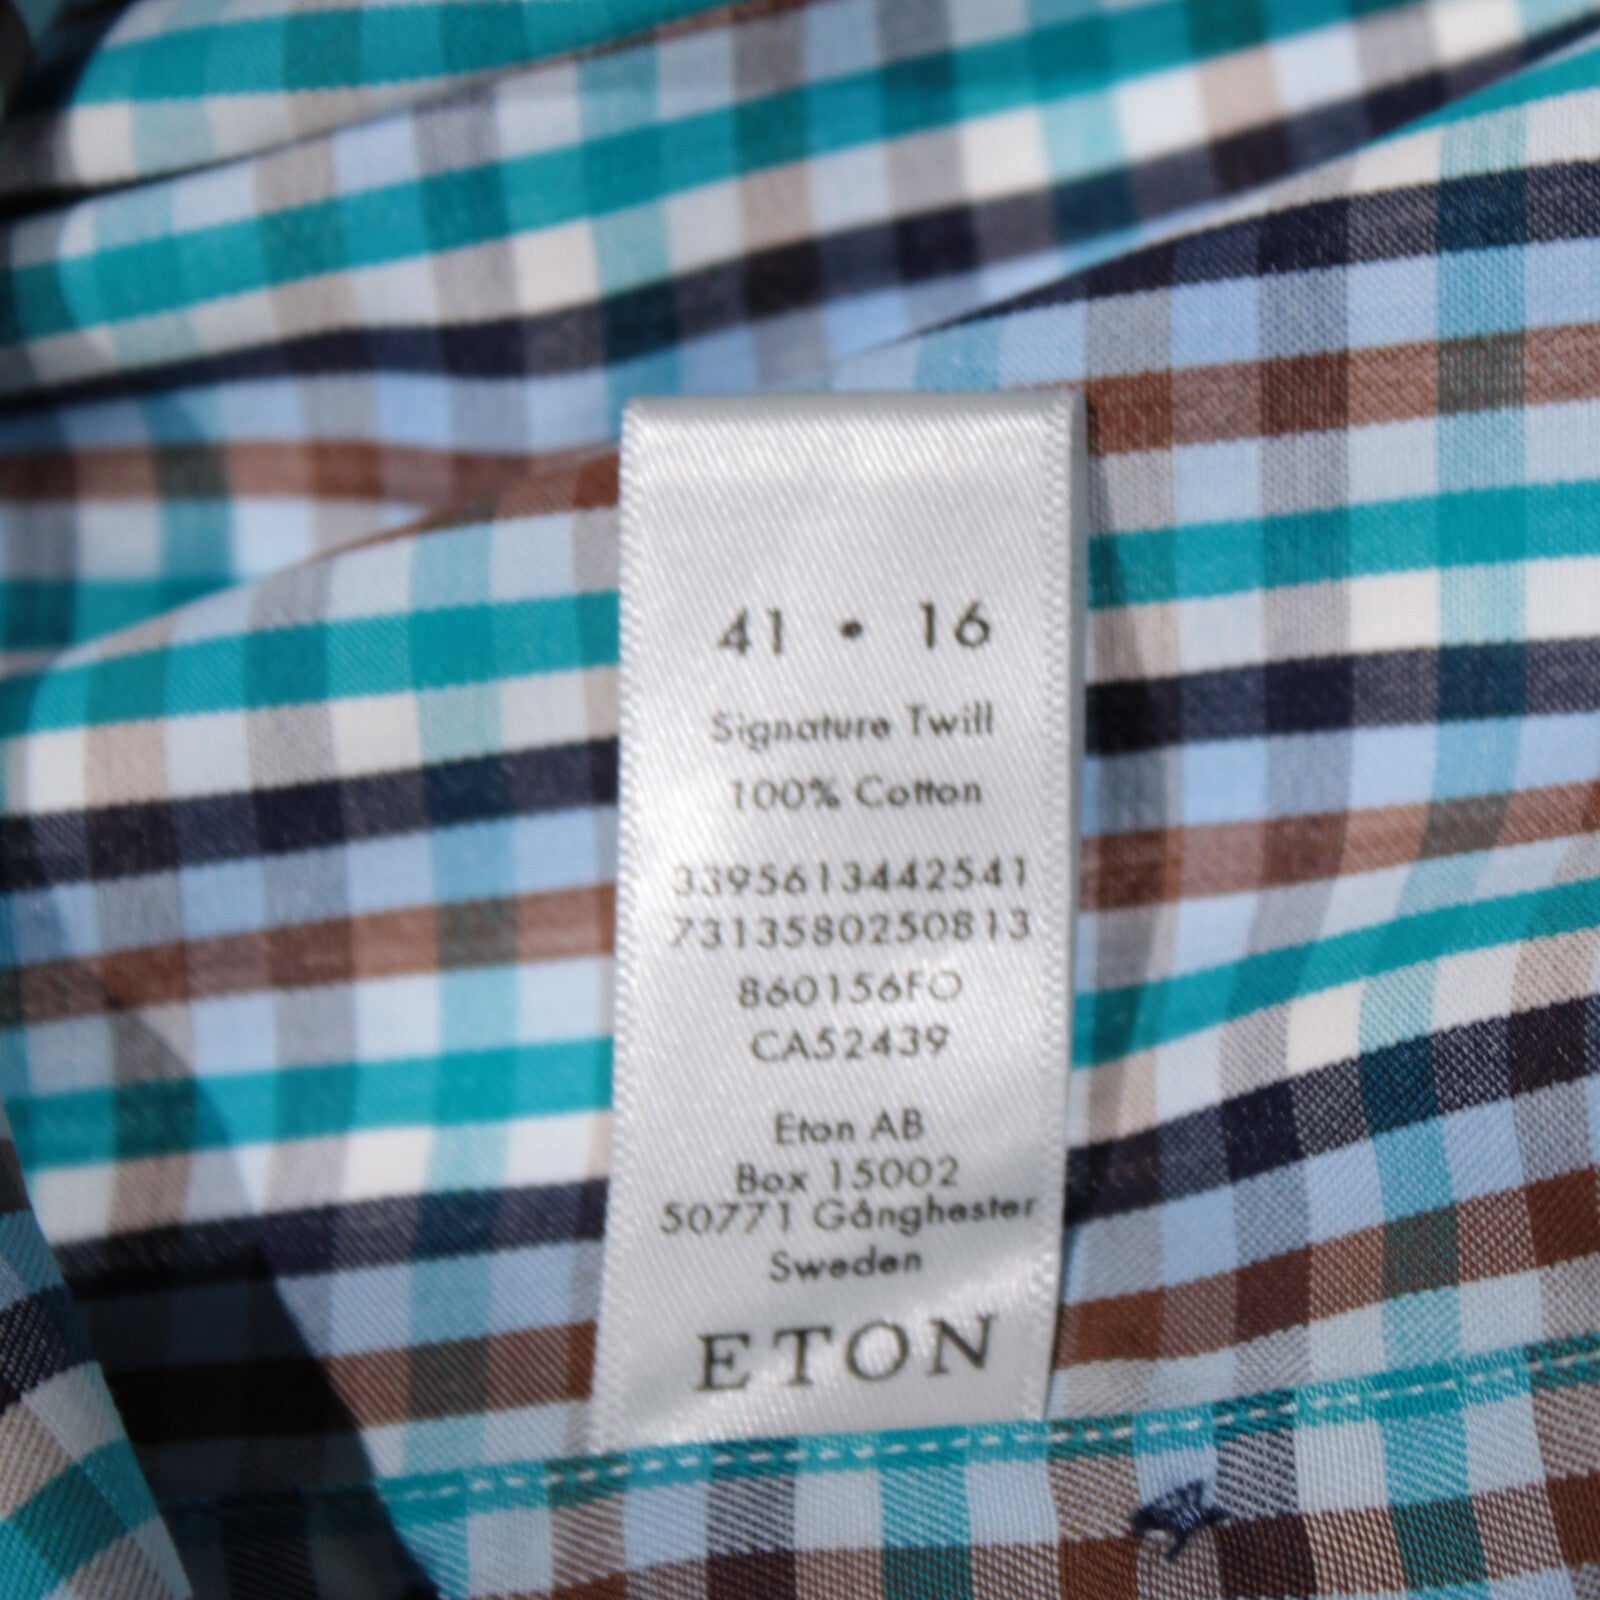 41 • 16
Signature Twill
100% Cotton
3395613442541
7313580250813
860156FO
CA52439
Eton AB
Box 15002
50771 Gånghester
Sweden
ETON